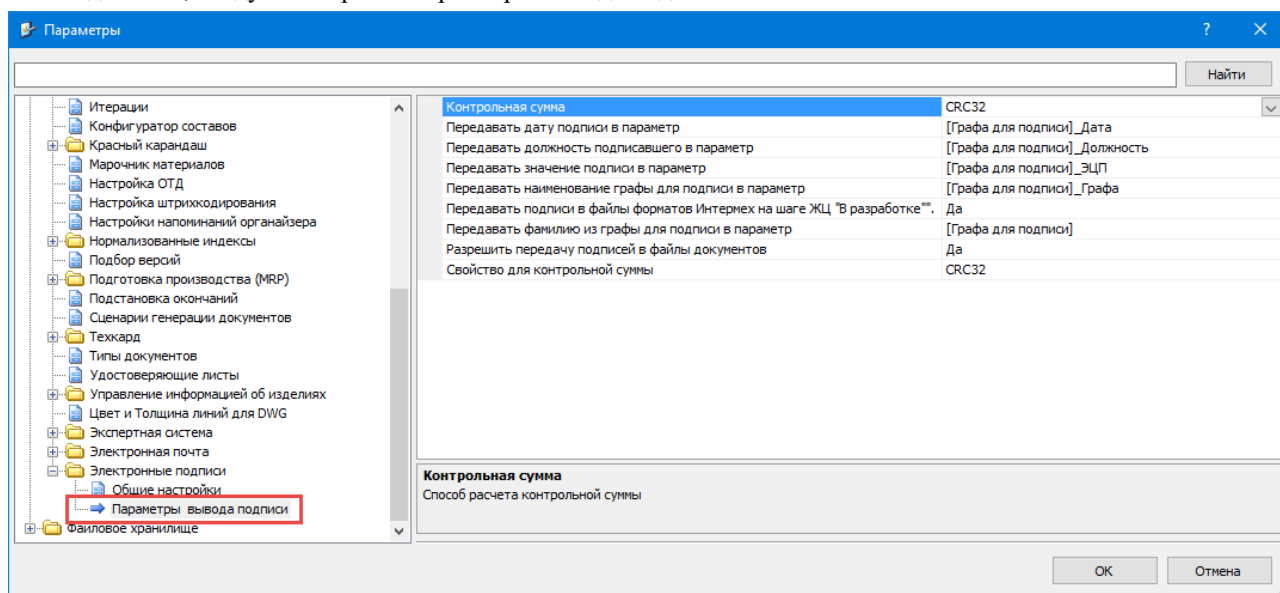 Параметры
Найти
Итерации
Конфигуратор составов
Красный карандаш
Марочник материалов
Настройка ОТД
Настройка штрихкодирования
Настройки напоминаний органайзера
Нормализованные индексы
Подбор версий
Подготовка производства (MRP)
Подстановка окончаний
Сценарии генерации документов
Техкард
Типы документов
Удостоверяющие листы
Управление информацией об изделиях
Цвет и Толщина линий для DWG
Экспертная система
Электронная почта
Электронные подписи
Общие настройки
Параметры вывода подписи
Файловое хранилище
Контрольная сумма CRC32
Передавать дату подписи в параметр [Графа для подписи]_Дата
Передавать должность подписавшего в параметр [Графа для подписи]_Должность
Передавать значение подписи в параметр [Графа для подписи]_ЭЦП
Передавать наименование графы для подписи в параметр [Графа для подписи]_Графа
Передавать подписи в файлы форматов Интермех на шаге ЖЦ "В разработке"". Да
Передавать фамилию из графы для подписи в параметр [Графа для подписи]
Разрешить передачу подписей в файлы документов Да
Свойство для контрольной суммы CRC32
Контрольная сумма
Способ расчета контрольной суммы
ОК Отмена